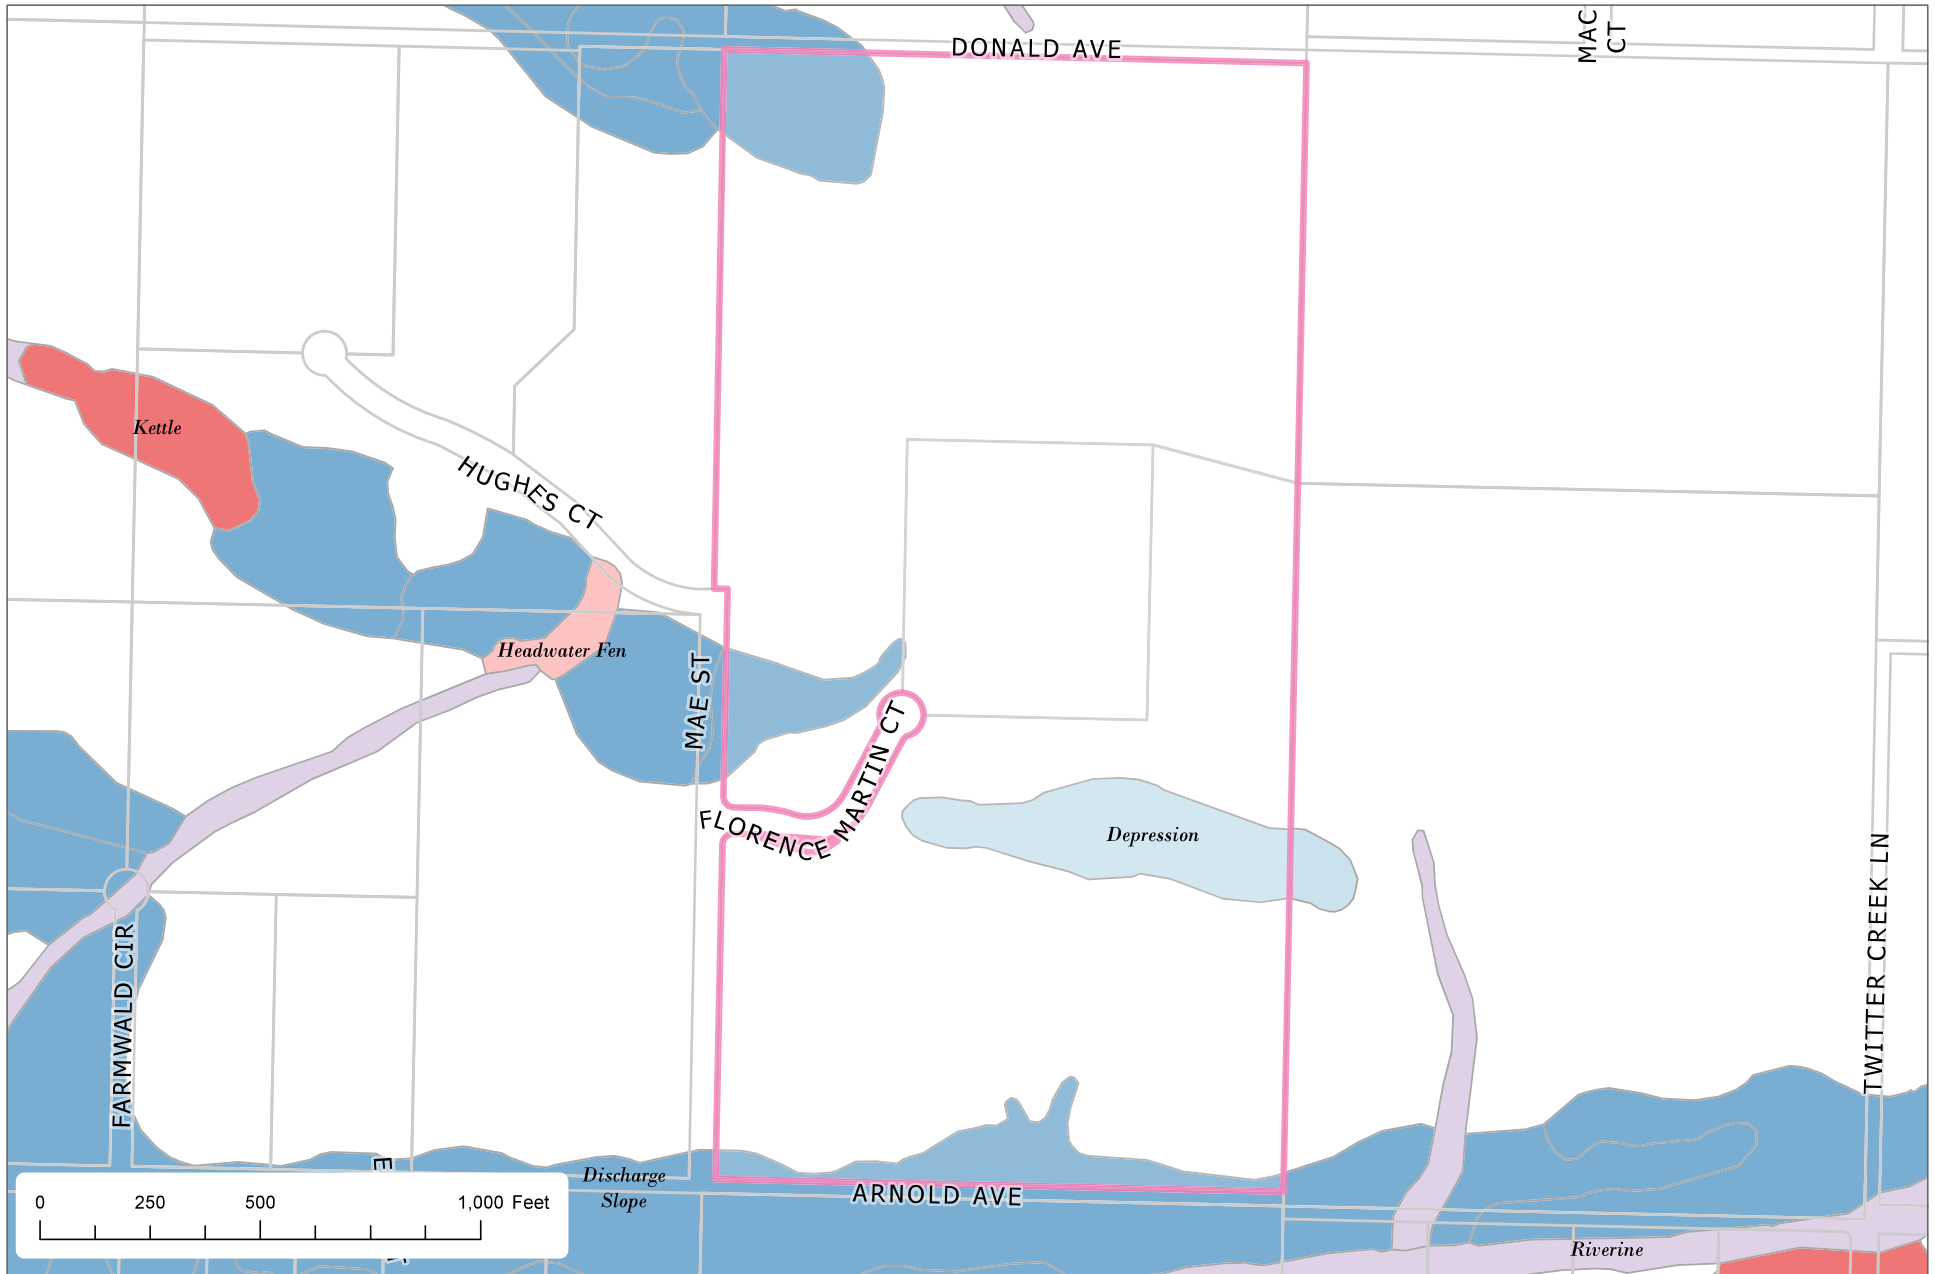 DONALD AVE
MAC
CT
Kettle
HUGHES CT
Headwater Fen
MAE ST
MARTIN CT
FLORENCE
Depression
TWITTER CREEK LN
FARMWALD CIR
Discharge
Slope
ARNOLD AVE
0 250 500 1,000 Feet
Riverine